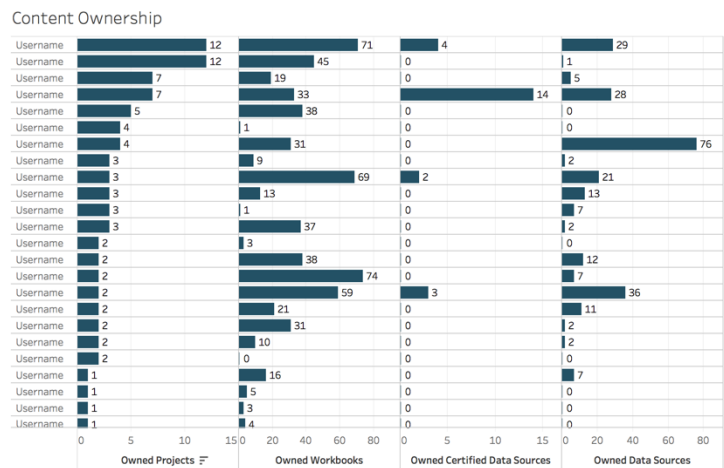 Content Ownership
Username 12 71 4 29
Username 12 45 0 1
Username 7 19 0 5
Username 7 33 14 28
Username 5 38 0 0
Username 4 1 0 0
Username 4 31 0 76
Username 3 9 0 2
Username 3 69 2 21
Username 3 13 0 13
Username 3 1 0 7
Username 3 37 0 2
Username 2 3 0 0
Username 2 38 0 12
Username 2 74 0 7
Username 2 59 3 36
Username 2 21 0 11
Username 2 31 0 2
Username 2 10 0 2
Username 2 0 0 0
Username 1 16 0 7
Username 1 5 0 0
Username 1 3 0 0
Username 1 4 0 0
0 5 10 15 0 20 40 60 80 0 5 10 15 0 20 40 60 80
Owned Projects Owned Workbooks Owned Certified Data Sources Owned Data Sources